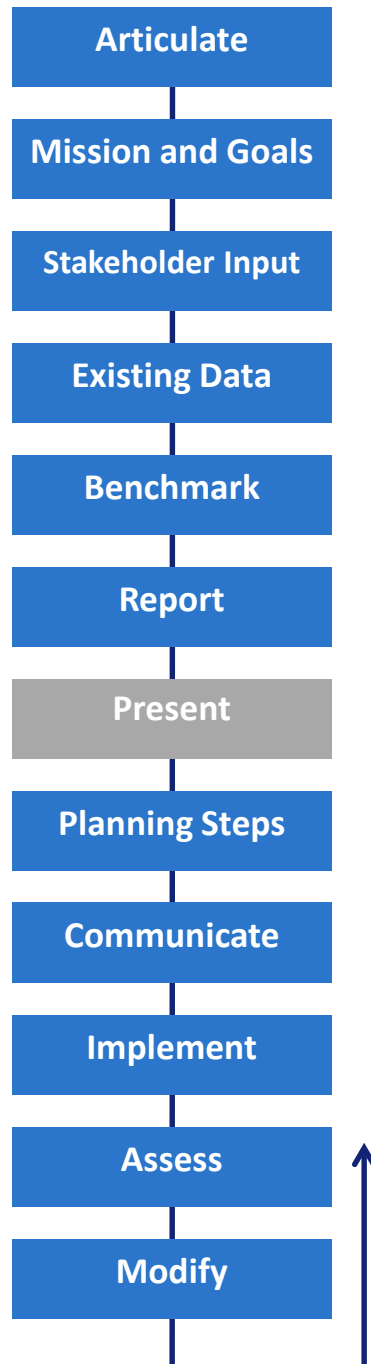 Articulate
Mission and Goals
Stakeholder Input
Existing Data
Benchmark
Report
Present
Planning Steps
Communicate
Implement
Assess
Modify